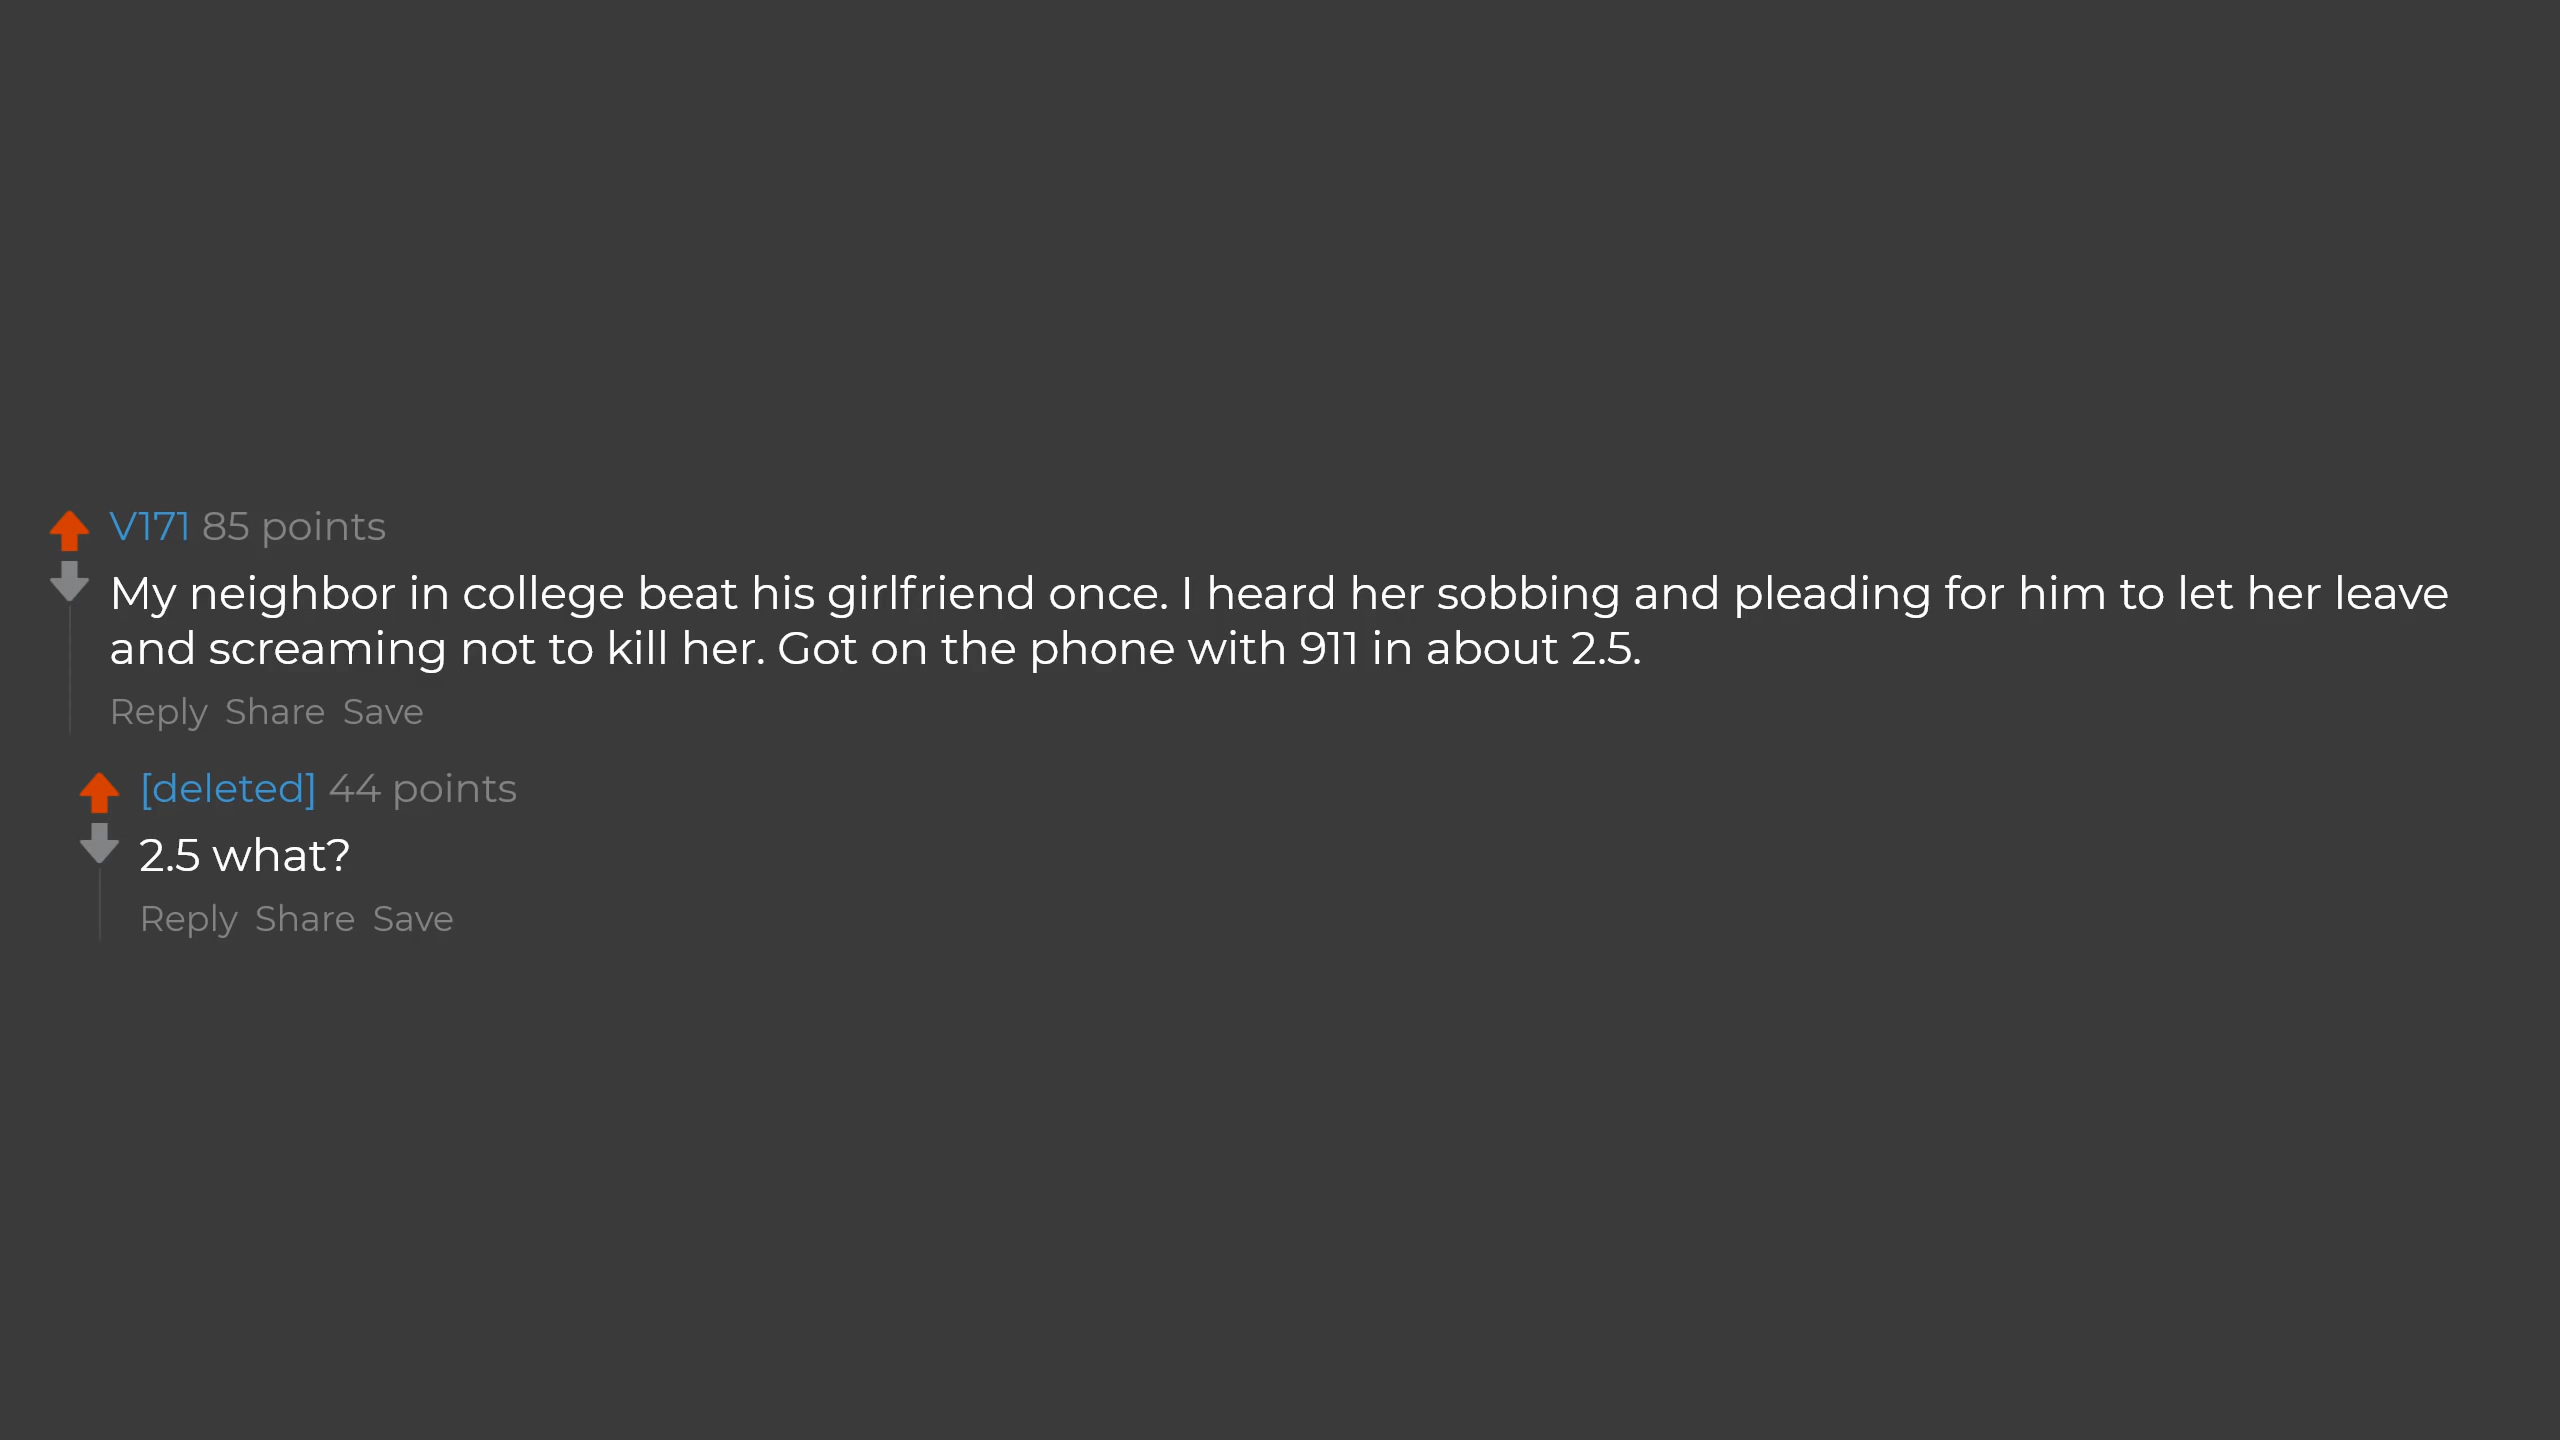 V171 85 points
My neighbor in college beat his girlfriend once. I heard her sobbing and pleading for him to let her leave
and screaming not to kill her. Got on the phone with 911 in about 2.5.
Reply Share Save
[deleted] 44 points
2.5 what?
Reply Share Save